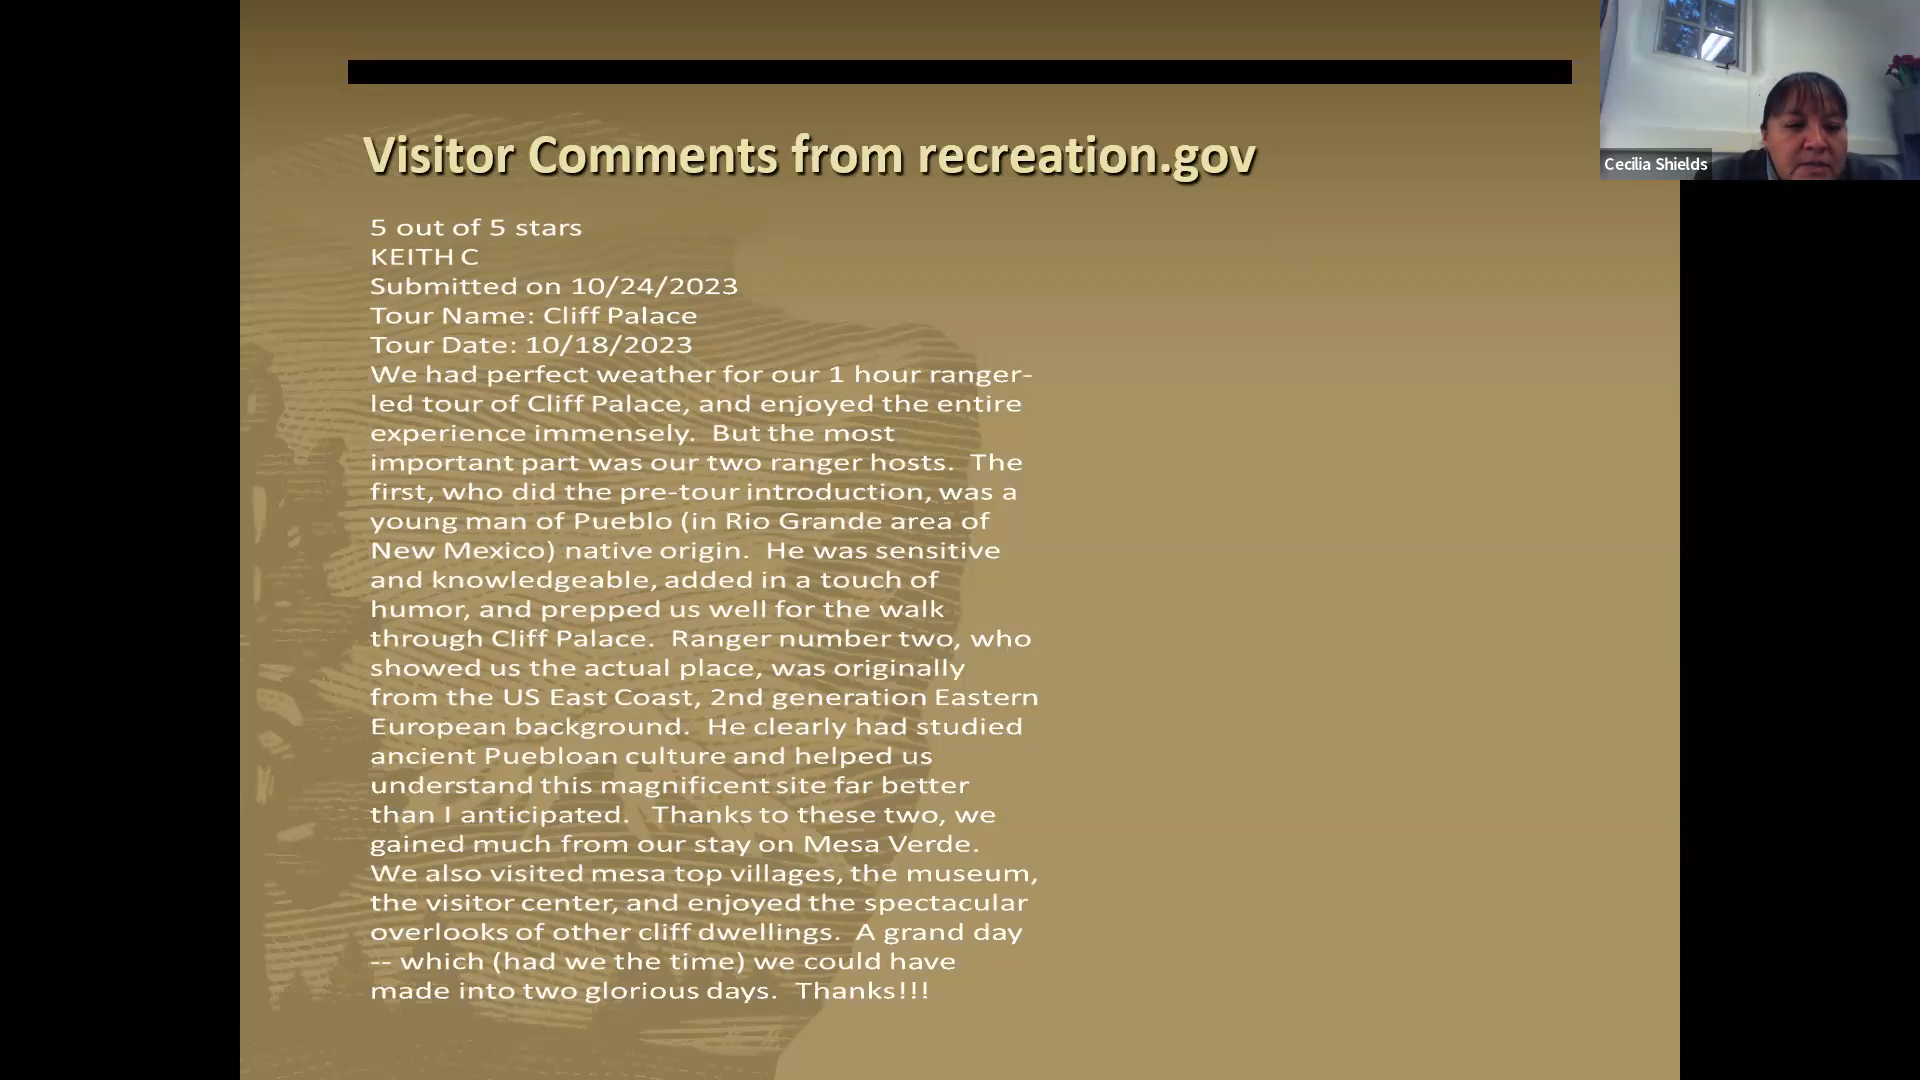 Visitor Comments from recreation.gov
5 out of 5 stars
KEITH C
Submitted on 10/24/2023
Tour Name: Cliff Palace
Tour Date: 10/18/2023
We had perfect weather for our 1 hour ranger-
led tour of Cliff Palace, and enjoyed the entire
experience immensely.  But the most
important part was our two ranger hosts.  The
first, who did the pre-tour introduction, was a
young man of Pueblo (in Rio Grande area of
New Mexico) native origin.  He was sensitive
and knowledgeable, added in a touch of
humor, and prepped us well for the walk
through Cliff Palace.  Ranger number two, who
showed us the actual place, was originally
from the US East Coast, 2nd generation Eastern
European background.  He clearly had studied
ancient Puebloan culture and helped us
understand this magnificent site far better
than I anticipated.   Thanks to these two, we
gained much from our stay on Mesa Verde.
We also visited mesa top villages, the museum,
the visitor center, and enjoyed the spectacular
overlooks of other cliff dwellings.  A grand day
-- which (had we the time) we could have
made into two glorious days.  Thanks!!!
Cecilia Shields